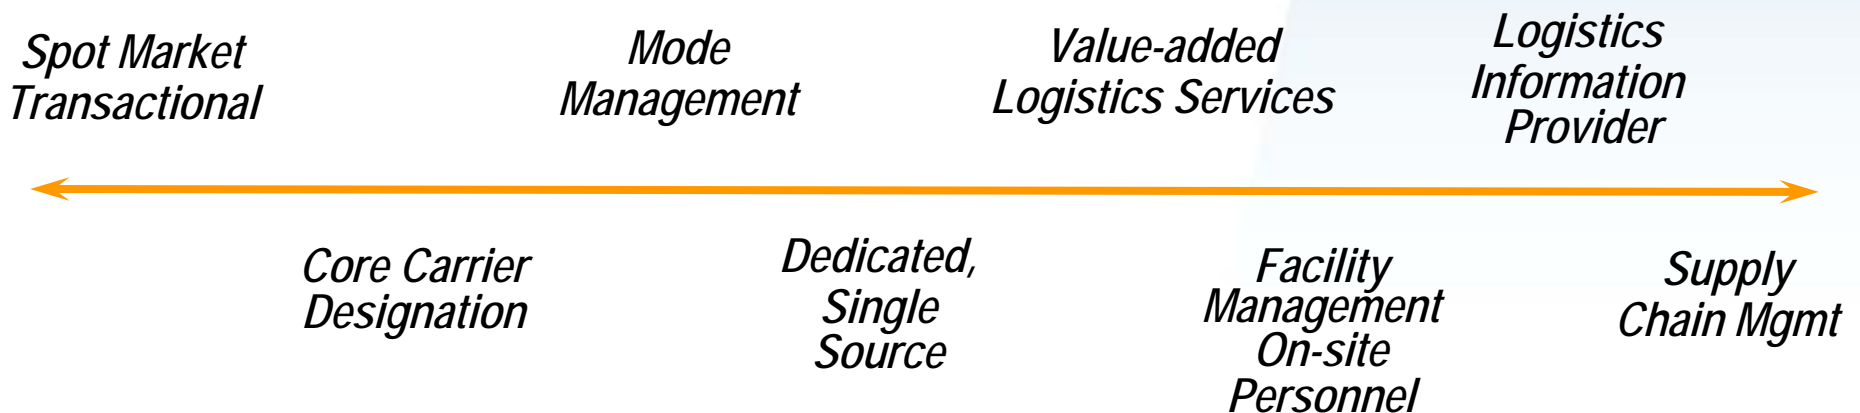 Spot Market
Transactional
Mode
Management
Value-added
Logistics Services
Logistics
Information
Provider
Core Carrier
Designation
Dedicated,
Single
Source
Facility
Management
On-site
Personnel
Supply
Chain Mgmt